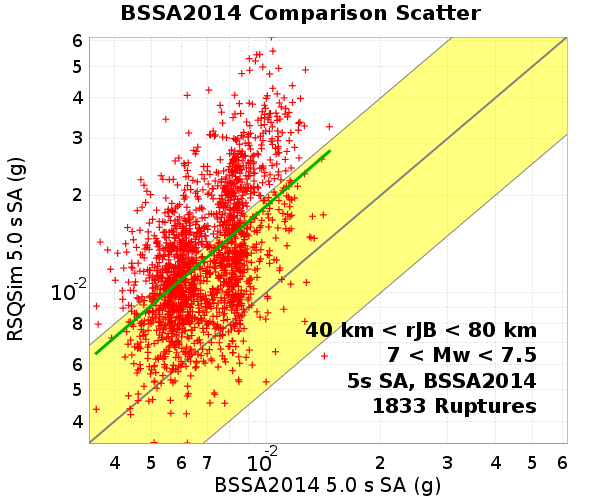 BSSA2014 Comparison Scatter
RSQSim 5.0 s SA (g)
6
5
4
3
2
10-2
8
6
5
4
40 km < rJB < 80 km
7 < Mw < 7.5
5s SA, BSSA2014
1833 Ruptures
4 5 6 7 10-2 2 3 4 5 6
BSSA2014 5.0 s SA (g)